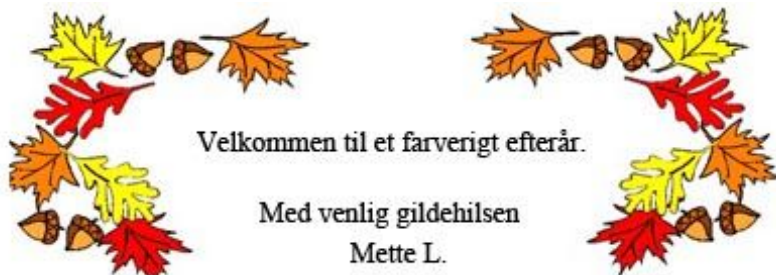 Velkommen til et farverigt efterår.
Med venlig gildehilsen
Mette L.